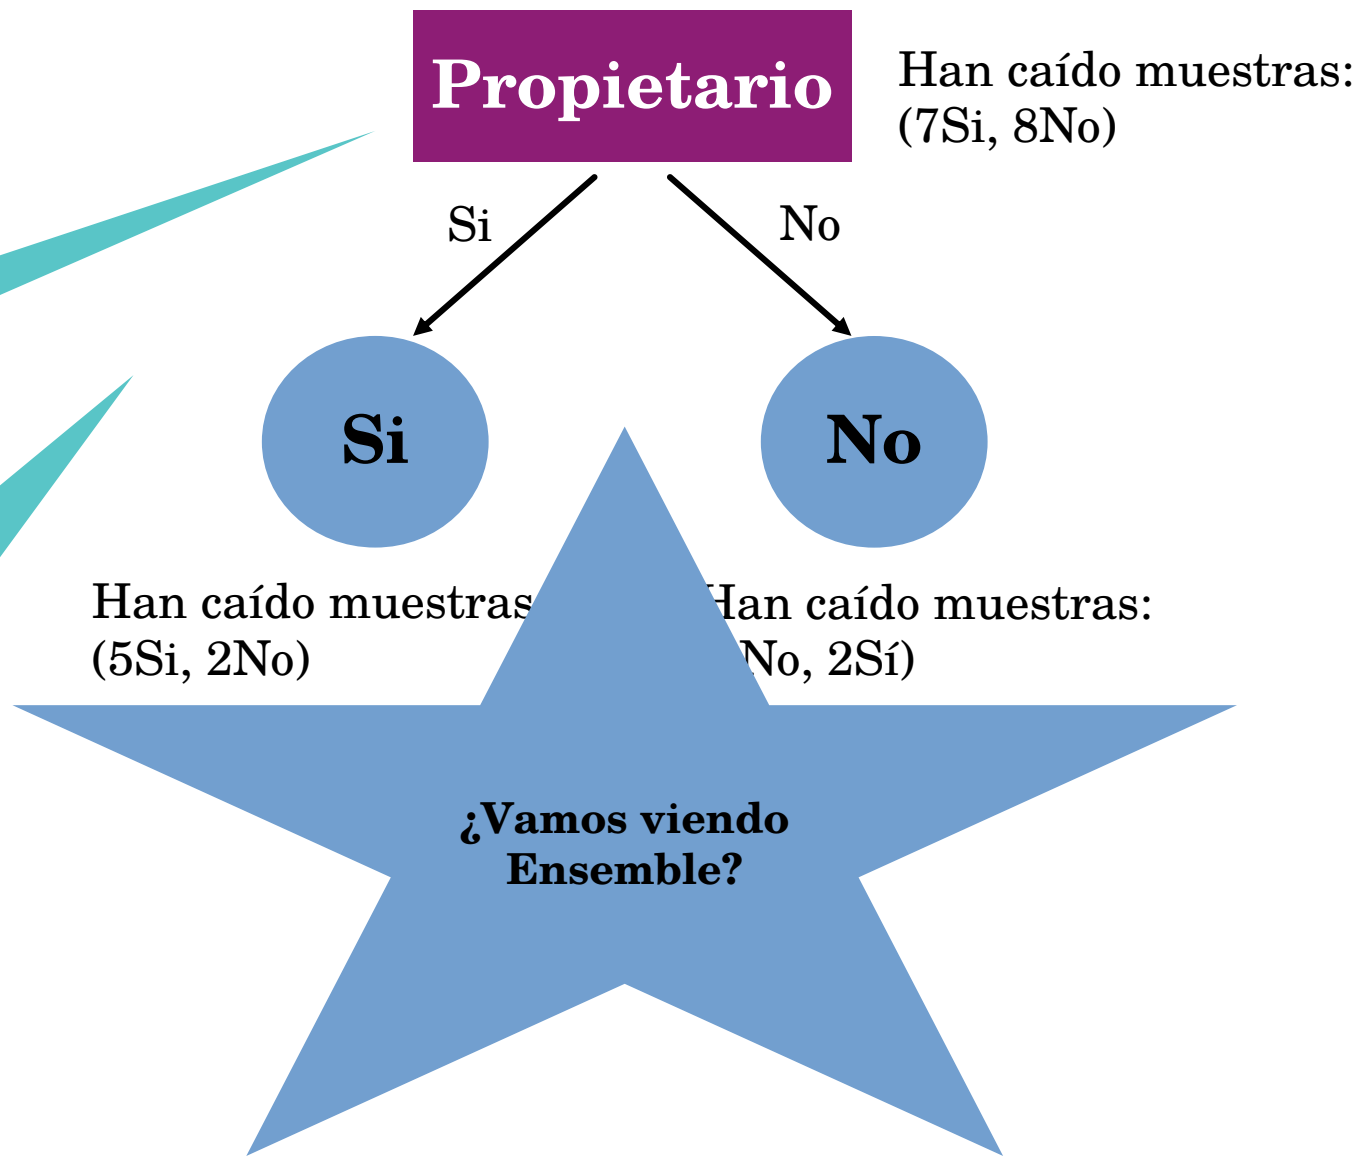 Propietario
Han caído muestras:
(7Si, 8No)
Si
No
Si
No
Han caído muestras
(5Si, 2No)
Han caído muestras:
No, 2Sí)
¿Vamos viendo
Ensemble?